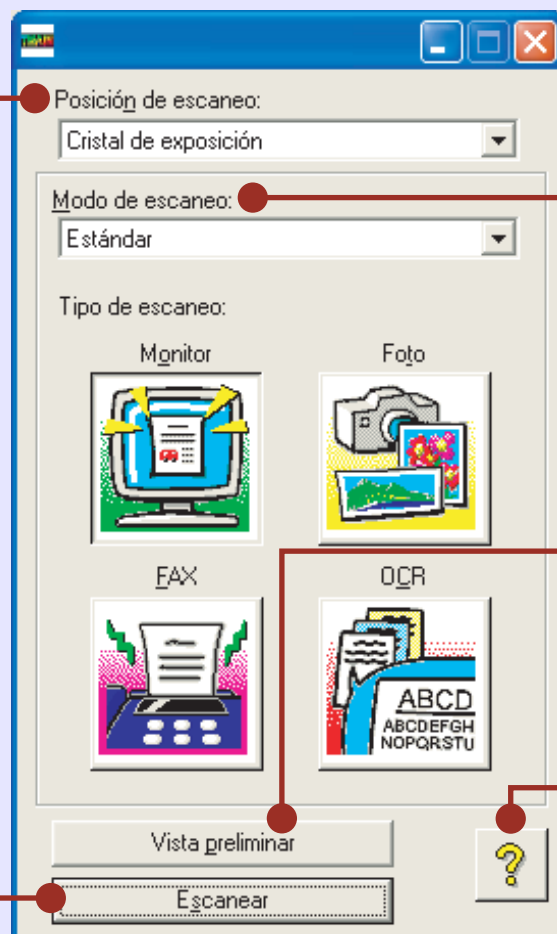 Posición de escaneo:
Cristal de exposición
Modo de escaneo:
Estándar
Tipo de escaneo:
Monitor Foto
FAX OCR
ABCD
ABCDEFGH
NOPQRSTU
Vista preliminar
?
Escanear